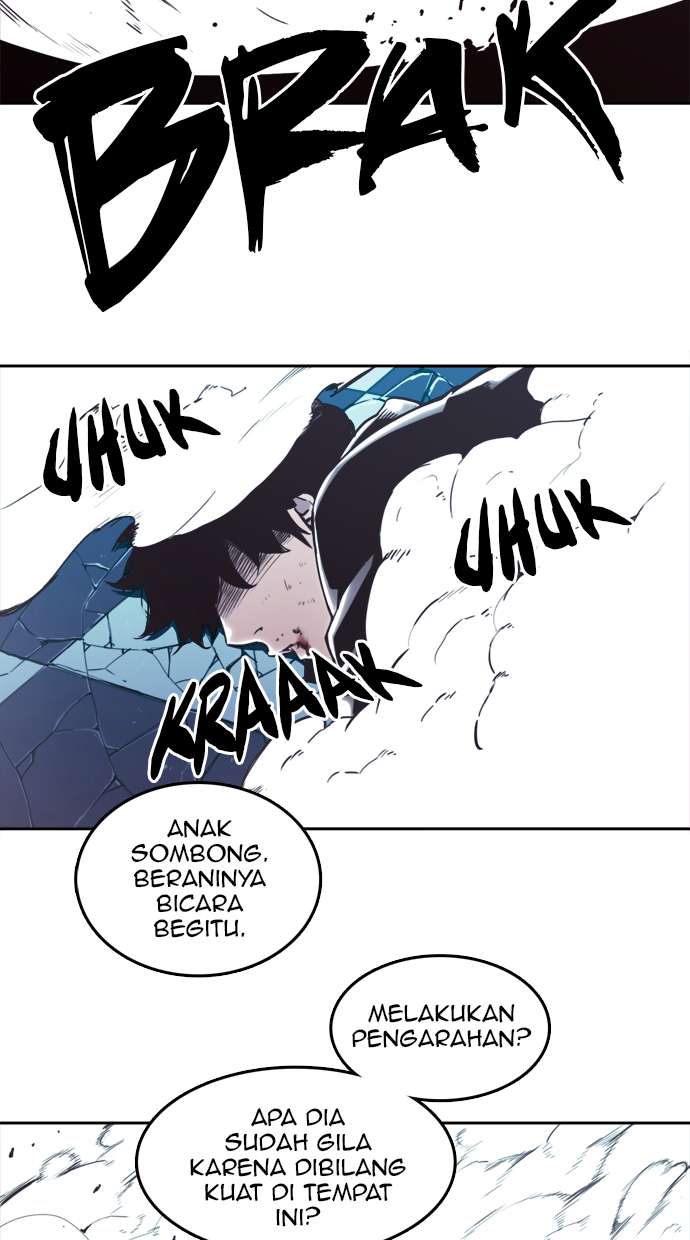 BRAK
UHUK
UHUK
KRAAAK
ANAK
SOMBONG.
BERANINYA
BICARA
BEGITU.
MELAKUKAN
PENGARAHAN?
APA DIA
SUDAH GILA
KARENA DIBILANG
KUAT DI TEMPAT
INI?